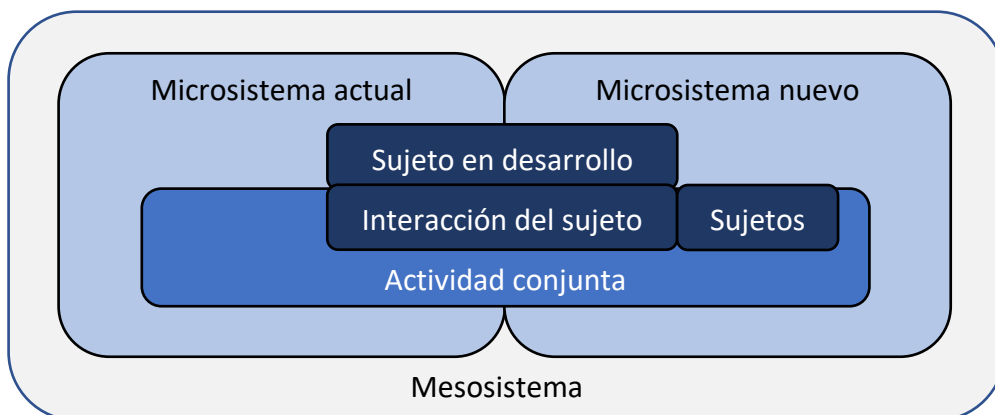 Microsistema actual
Microsistema nuevo
Sujeto en desarrollo
Interacción del sujeto
Sujetos
Actividad conjunta
Mesosistema